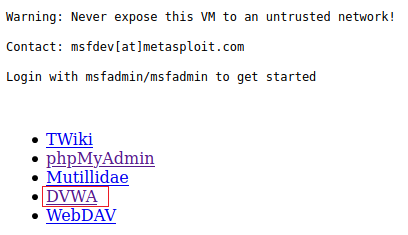 Warning: Never expose this VM to an untrusted network!
Contact: msfdev[at]metasploit.com
Login with msfadmin/msfadmin to get started
TWiki
phpMyAdmin
Mutillidae
DVWA
WebDAV